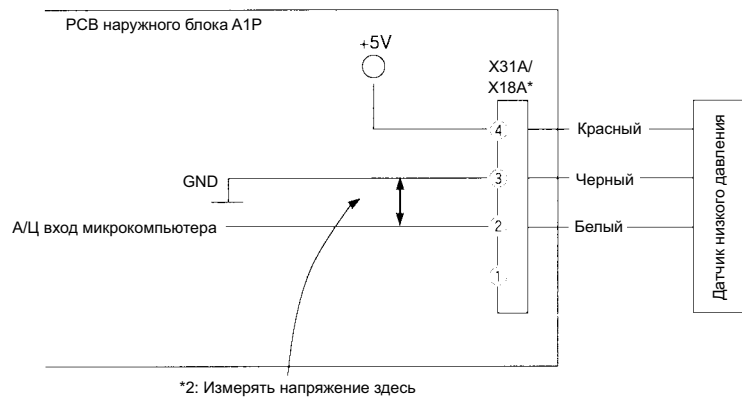 PCB наружного блока A1P
+5V
X31A/
X18A*
4
Красный
GND
3
Черный
А/Ц вход микрокомпьютера
2
Белый
1
Датчик низкого давления
*2: Измерять напряжение здесь